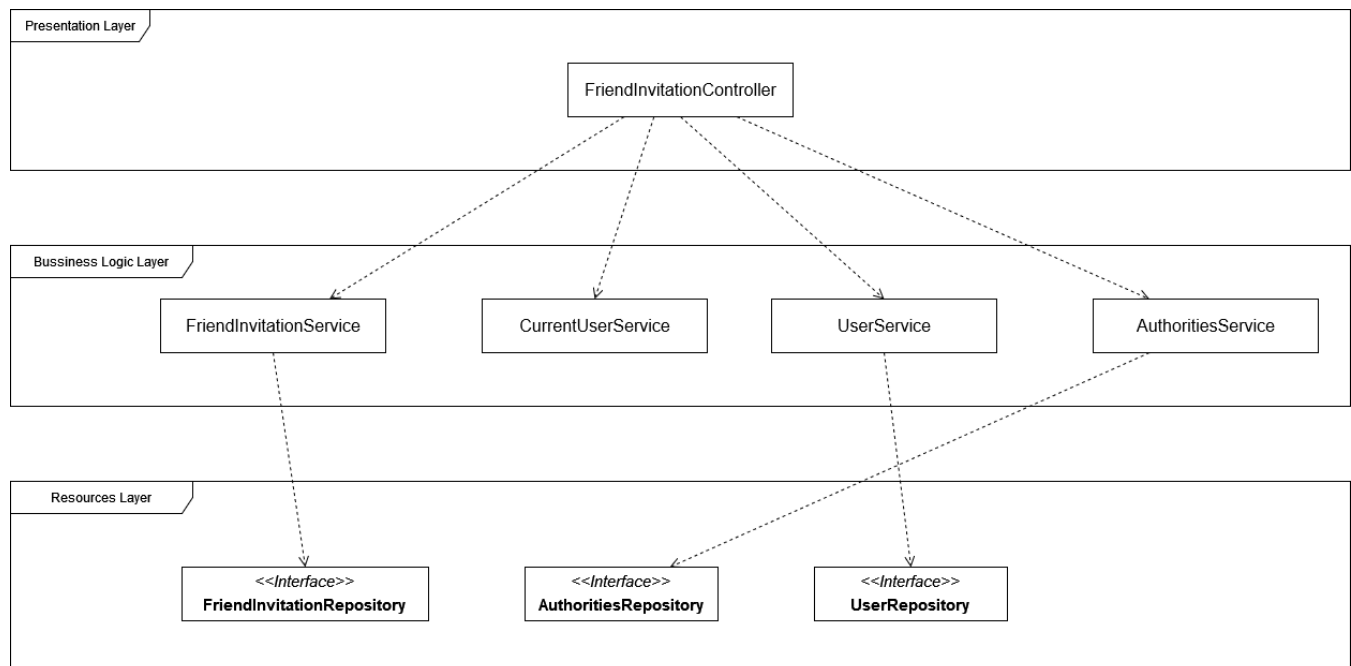 Presentation Layer
FriendInvitationController
Bussiness Logic Layer
FriendInvitationService
CurrentUserService
UserService
AuthoritiesService
Resources Layer
<<Interface>>
FriendInvitationRepository
<<Interface>>
AuthoritiesRepository
<<Interface>>
UserRepository